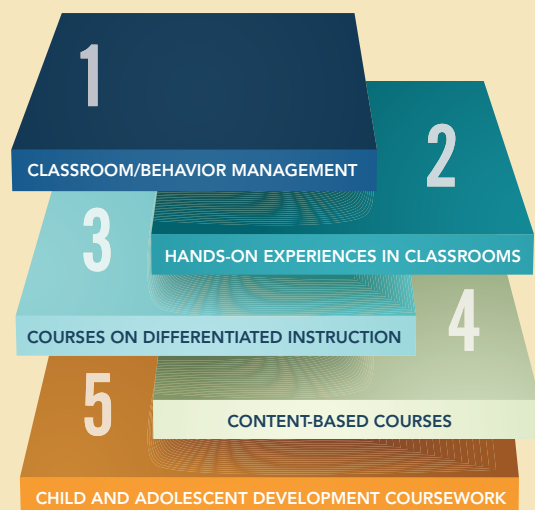 1
CLASSROOM/BEHAVIOR MANAGEMENT
2
HANDS-ON EXPERIENCES IN CLASSROOMS
3
COURSES ON DIFFERENTIATED INSTRUCTION
4
CONTENT-BASED COURSES
5
CHILD AND ADOLESCENT DEVELOPMENT COURSEWORK